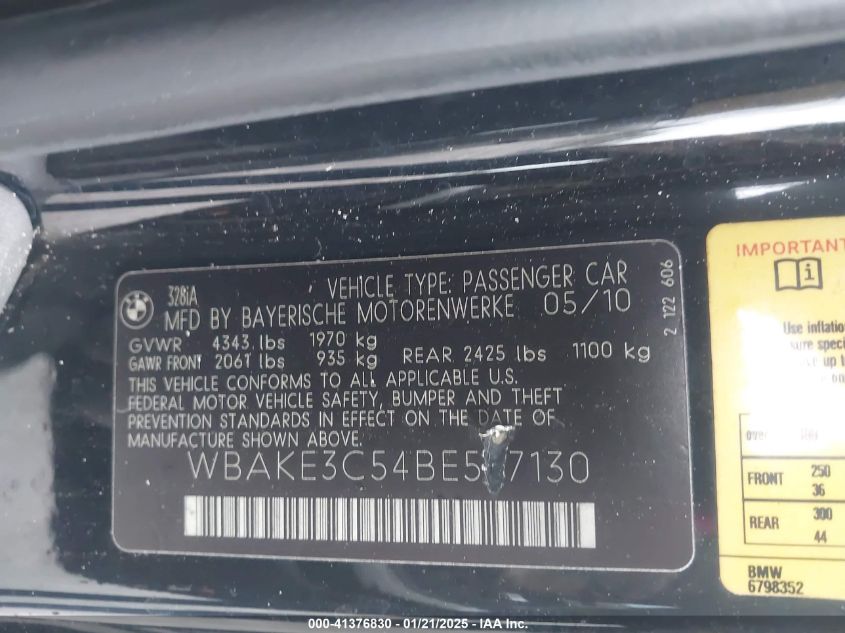 BMW
328iA
VEHICLE TYPE: PASSENGER CAR
MFD BY BAYERISCHE MOTORENWERKE 05/10
GVWR 4343 lbs 1970 kg
GAWR FRONT 2061 lbs 935 kg REAR 2425 lbs 1100 kg
THIS VEHICLE CONFORMS TO ALL APPLICABLE U.S.
FEDERAL MOTOR VEHICLE SAFETY, BUMPER AND THEFT
PREVENTION STANDARDS IN EFFECT ON THE DATE OF
MANUFACTURE SHOWN ABOVE.
2 122 606
IMPORTANT
Use inflation
sure
up
FRONT 250
36
REAR 300
44
BMW
6798352
000-41376830 - 01/21/2025 - IAA Inc.